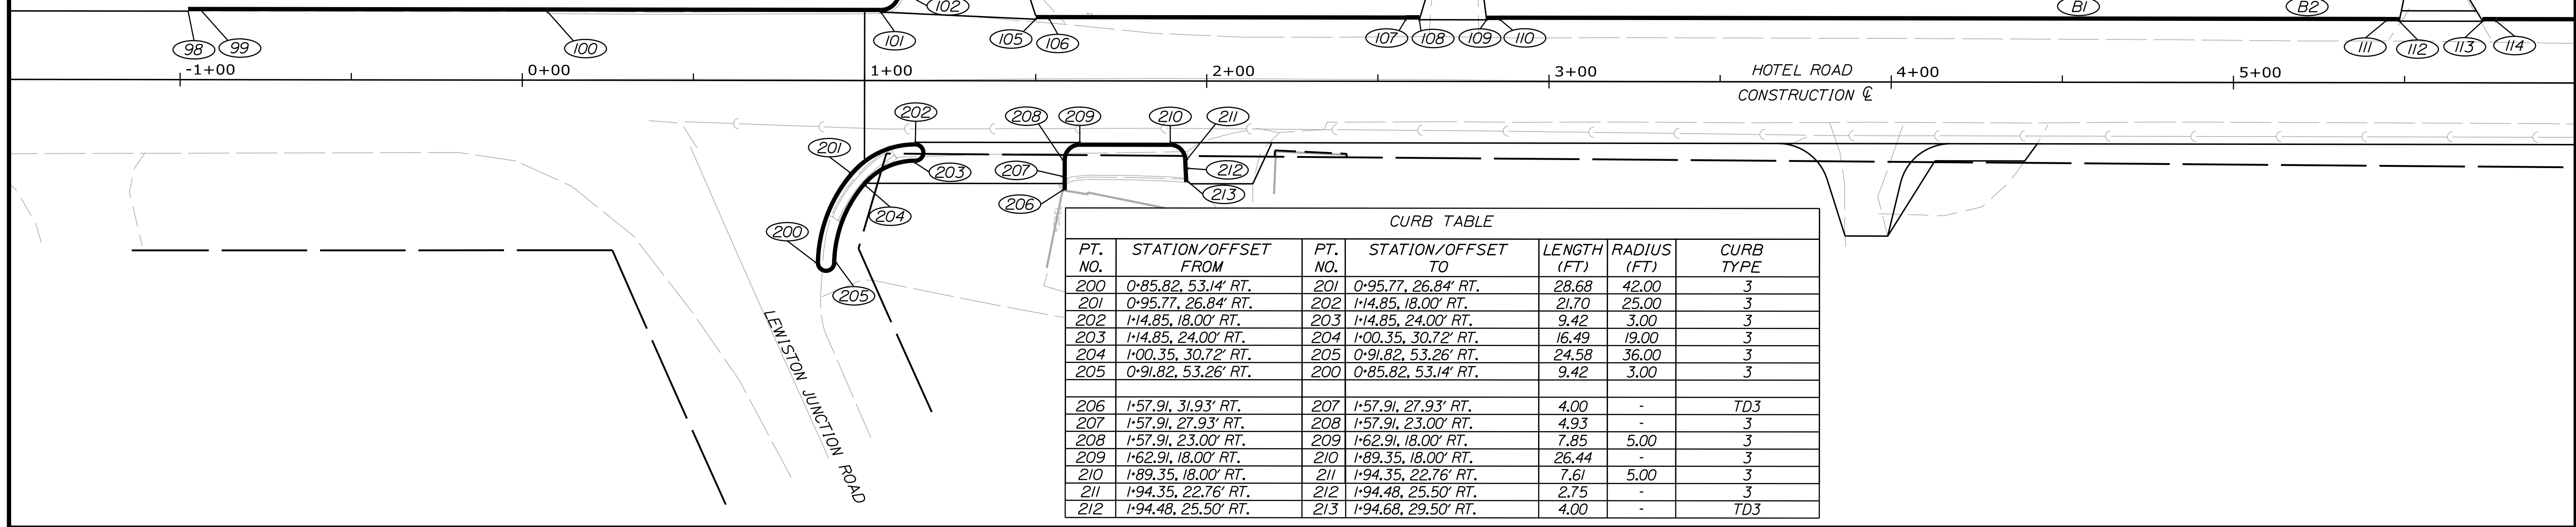 102
B1 B2
98 99 100 101 105 106 107 108 109 110 111 112 113 114
-1+00 0+00 1+00 2+00 3+00 HOTEL ROAD 4+00 5+00
CONSTRUCTION ℄
202 208 209 210 211
201 203 207 212
206 213
204
200
205
LEWISTON JUNCTION ROAD
CURB TABLE
PT. STATION/OFFSET PT. STATION/OFFSET LENGTH RADIUS CURB
NO. FROM NO. TO (FT) (FT) TYPE
200 0+85.82, 53.14' RT. 201 0+95.77, 26.84' RT. 28.68 42.00 3
201 0+95.77, 26.84' RT. 202 1+14.85, 18.00' RT. 21.70 25.00 3
202 1+14.85, 18.00' RT. 203 1+14.85, 24.00' RT. 9.42 3.00 3
203 1+14.85, 24.00' RT. 204 1+00.35, 30.72' RT. 16.49 19.00 3
204 1+00.35, 30.72' RT. 205 0+91.82, 53.26' RT. 24.58 36.00 3
205 0+91.82, 53.26' RT. 200 0+85.82, 53.14' RT. 9.42 3.00 3
206 1+57.91, 31.93' RT. 207 1+57.91, 27.93' RT. 4.00 - TD3
207 1+57.91, 27.93' RT. 208 1+57.91, 23.00' RT. 4.93 - 3
208 1+57.91, 23.00' RT. 209 1+62.91, 18.00' RT. 7.85 5.00 3
209 1+62.91, 18.00' RT. 210 1+89.35, 18.00' RT. 26.44 - 3
210 1+89.35, 18.00' RT. 211 1+94.35, 22.76' RT. 7.61 5.00 3
211 1+94.35, 22.76' RT. 212 1+94.48, 25.50' RT. 2.75 - 3
212 1+94.48, 25.50' RT. 213 1+94.68, 29.50' RT. 4.00 - TD3